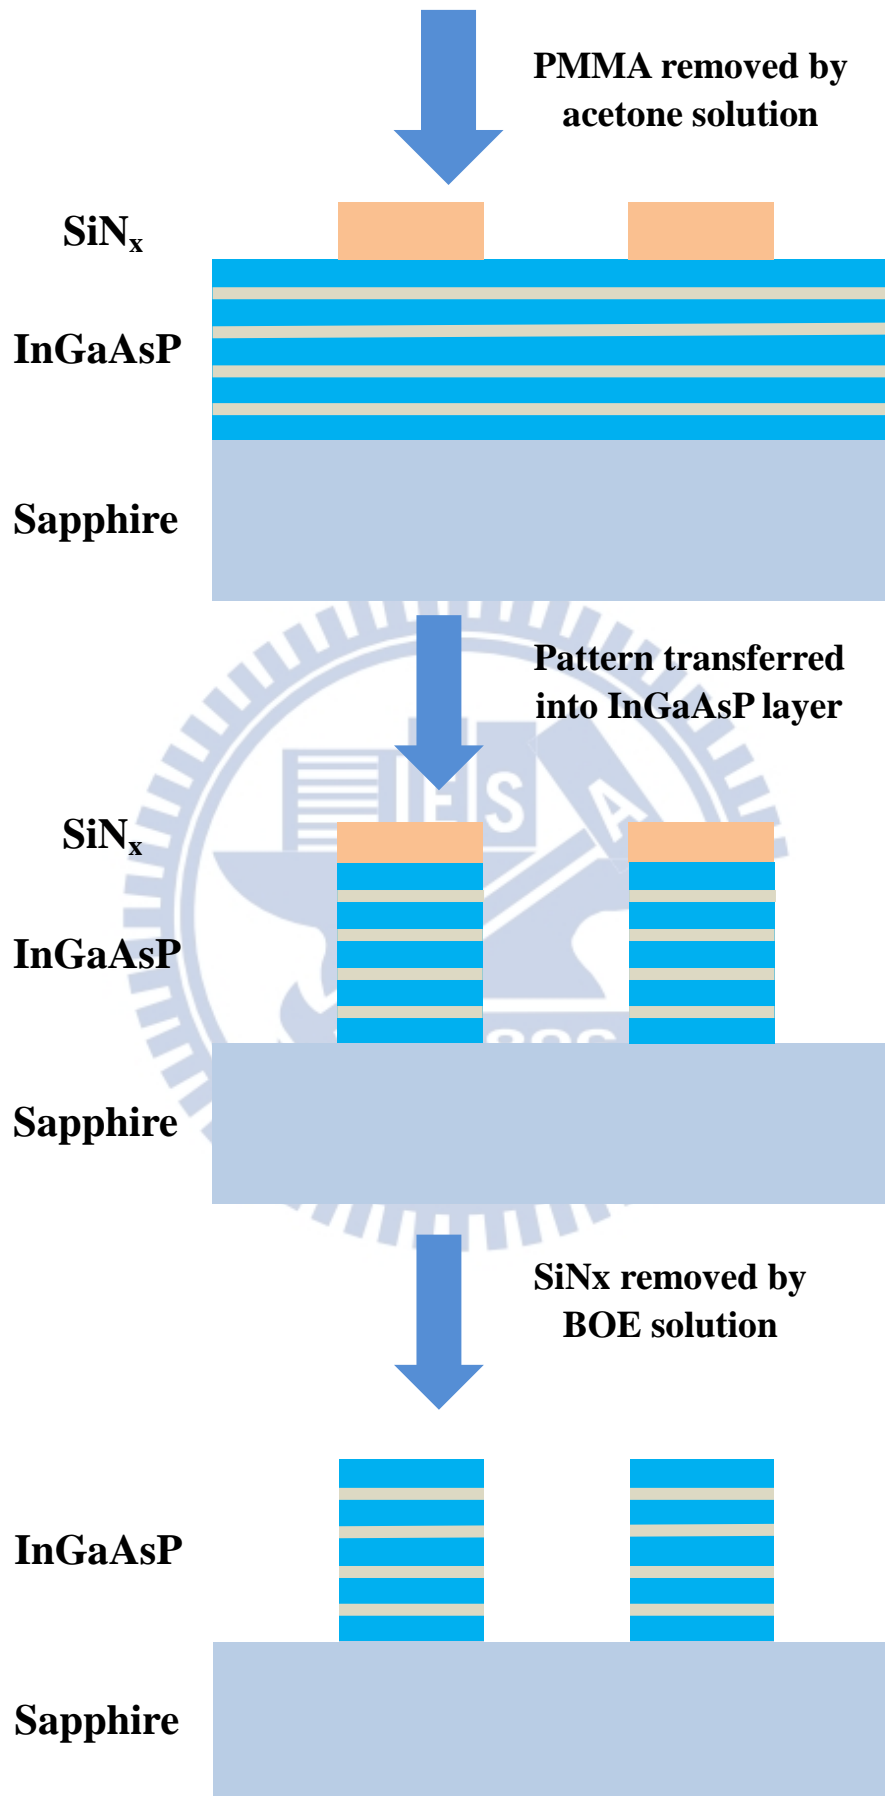 PMMA removed by
acetone solution
SiNₓ
InGaAsP
Sapphire
Pattern transferred
into InGaAsP layer
ES
A
SiNₓ
InGaAsP
Sapphire
SiNx removed by
BOE solution
InGaAsP
Sapphire